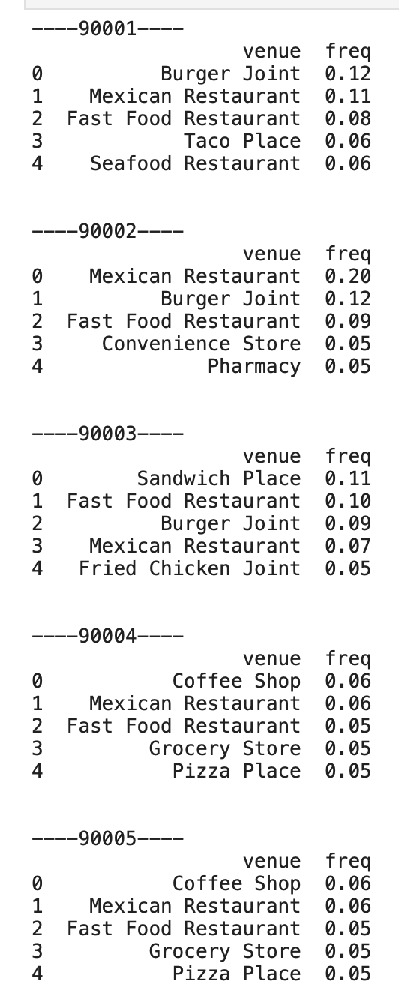 ----90001----
venue freq
0 Burger Joint 0.12
1 Mexican Restaurant 0.11
2 Fast Food Restaurant 0.08
3 Taco Place 0.06
4 Seafood Restaurant 0.06
----90002----
venue freq
0 Mexican Restaurant 0.20
1 Burger Joint 0.12
2 Fast Food Restaurant 0.09
3 Convenience Store 0.05
4 Pharmacy 0.05
----90003----
venue freq
0 Sandwich Place 0.11
1 Fast Food Restaurant 0.10
2 Burger Joint 0.09
3 Mexican Restaurant 0.07
4 Fried Chicken Joint 0.05
----90004----
venue freq
0 Coffee Shop 0.06
1 Mexican Restaurant 0.06
2 Fast Food Restaurant 0.05
3 Grocery Store 0.05
4 Pizza Place 0.05
----90005----
venue freq
0 Coffee Shop 0.06
1 Mexican Restaurant 0.06
2 Fast Food Restaurant 0.05
3 Grocery Store 0.05
4 Pizza Place 0.05